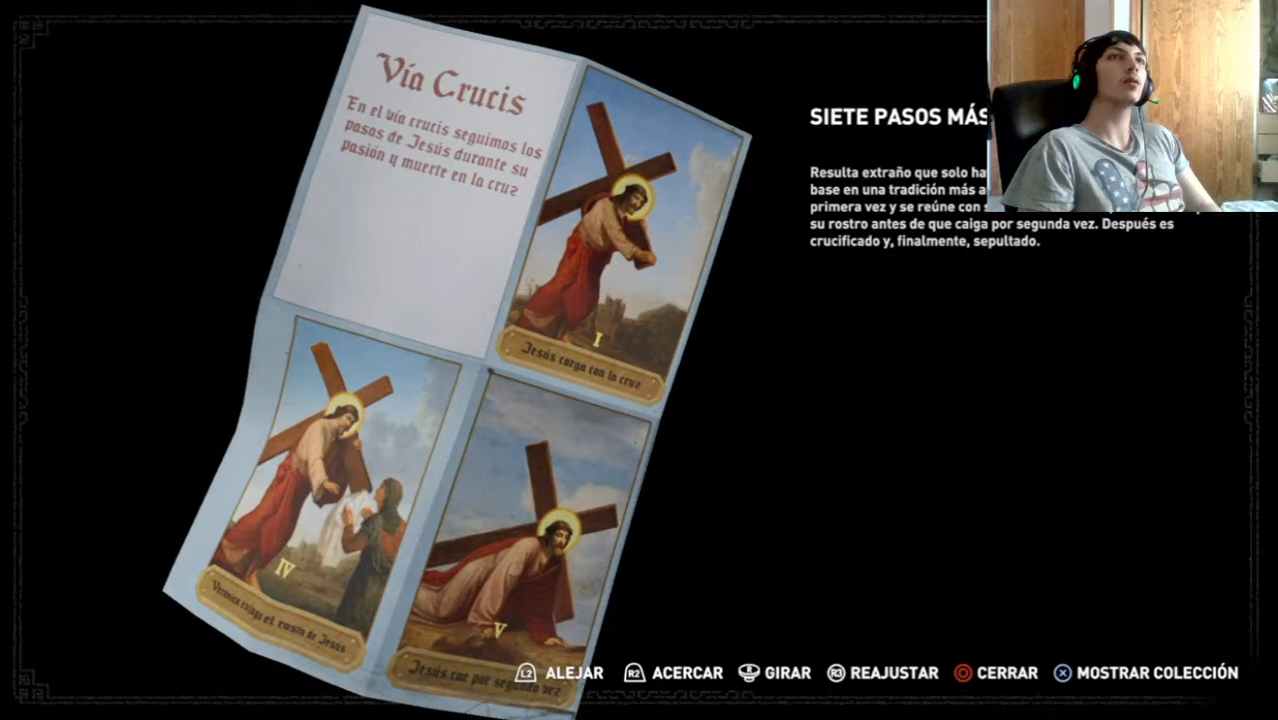 Vía Crucis
En el vía crucis seguimos los
pasos de Jesús durante su
pasión y muerte en la cruz
I
Jesús carga con la cruz
IV
Verónica enjuga el rostro de Jesús
V
Jesús cae por segunda vez
SIETE PASOS MÁS
Resulta extraño que solo ha
base en una tradición más a
primera vez y se reúne con
su rostro antes de que caiga por segunda vez. Después es
crucificado y, finalmente, sepultado.
L2 ALEJAR R2 ACERCAR R GIRAR R3 REAJUSTAR CERRAR MOSTRAR COLECCIÓN